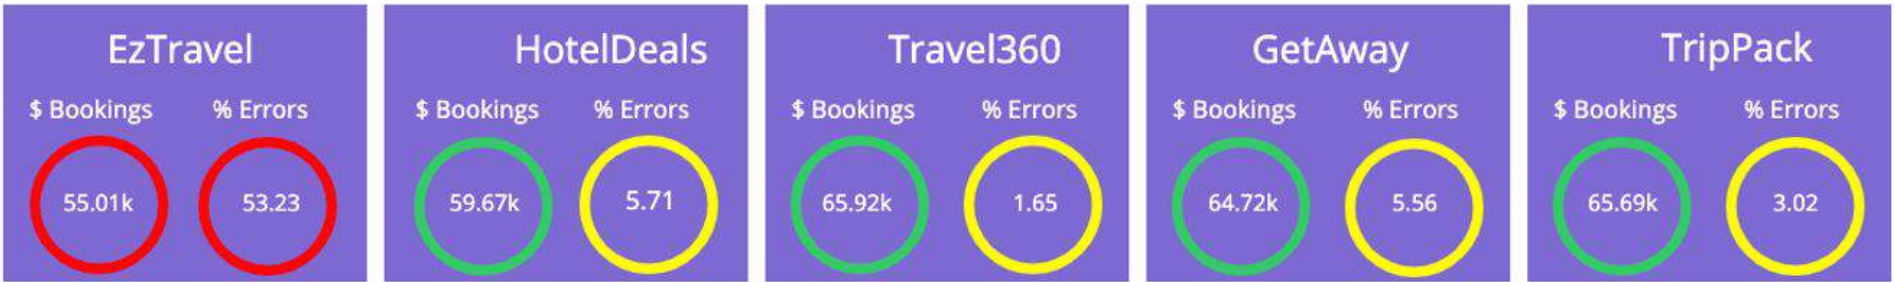 EzTravel
$ Bookings % Errors
55.01k 53.23
HotelDeals
$ Bookings % Errors
59.67k 5.71
Travel360
$ Bookings % Errors
65.92k 1.65
GetAway
$ Bookings % Errors
64.72k 5.56
TripPack
$ Bookings % Errors
65.69k 3.02